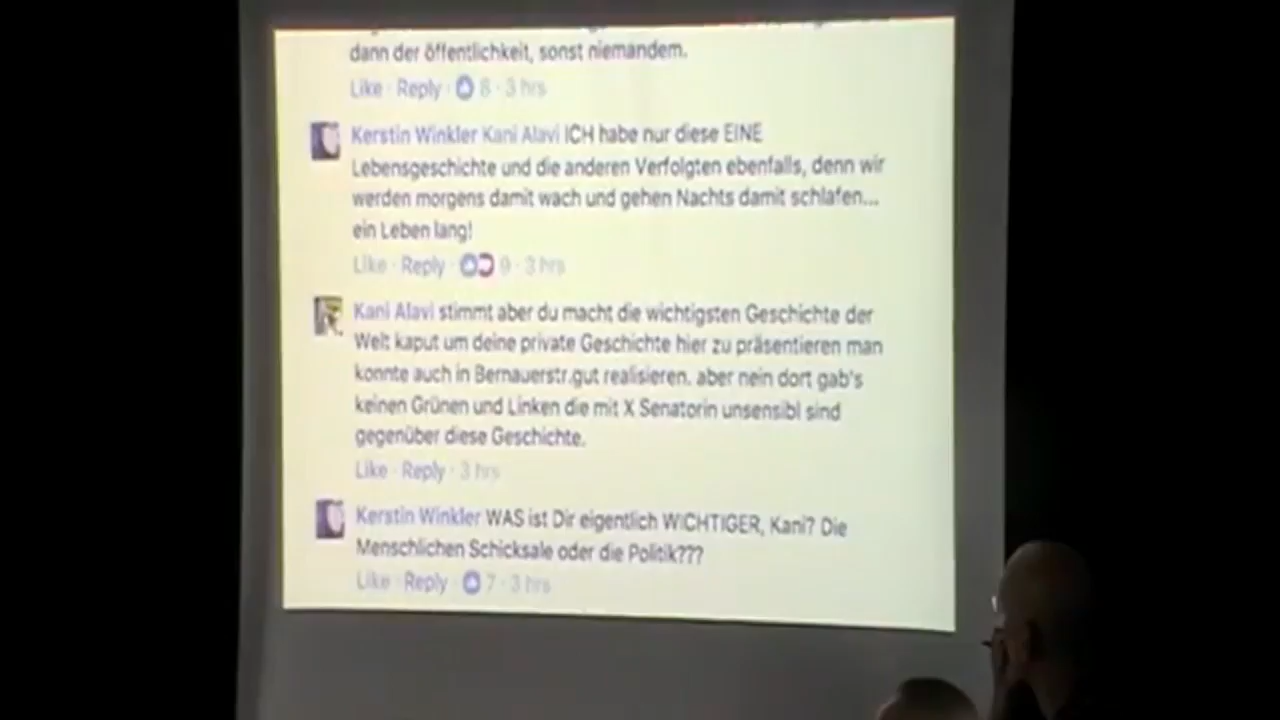 dann der öffentlichkeit, sonst niemandem.
Like · Reply · 8 · 3 hrs
Kerstin Winkler Kani Alavi ICH habe nur diese EINE
Lebensgeschichte und die anderen Verfolgten ebenfalls, denn wir
werden morgens damit wach und gehen Nachts damit schlafen...
ein Leben lang!
Like · Reply · 9 · 3 hrs
Kani Alavi stimmt aber du macht die wichtigsten Geschichte der
Welt kaput um deine private Geschichte hier zu präsentieren man
konnte auch in Bernauerstr.gut realisieren. aber nein dort gab's
keinen Grünen und Linken die mit X Senatorin unsensibl sind
gegenüber diese Geschichte.
Like · Reply · 3 hrs
Kerstin Winkler WAS ist Dir eigentlich WICHTIGER, Kani? Die
Menschlichen Schicksale oder die Politik???
Like · Reply · 7 · 3 hrs